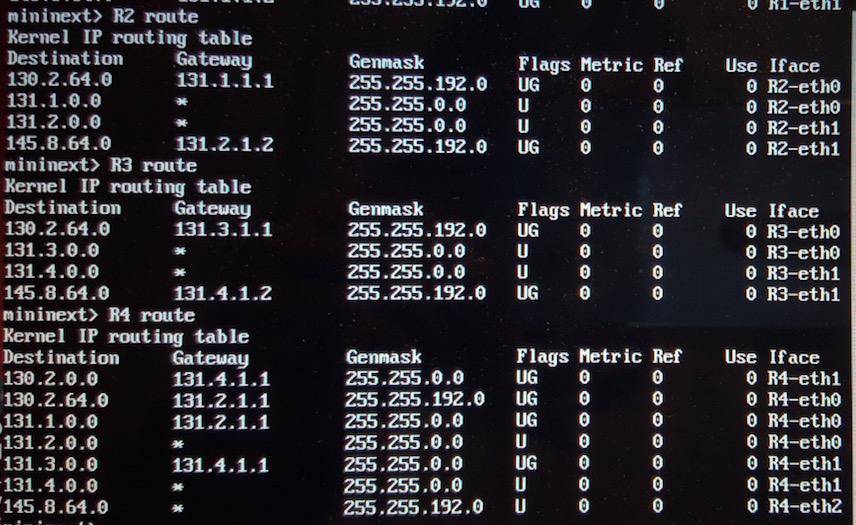 255.255.192.0 UG 0 0 0 R1-eth1
mininext> R2 route
Kernel IP routing table
Destination Gateway Genmask Flags Metric Ref Use Iface
130.2.64.0 131.1.1.1 255.255.192.0 UG 0 0 0 R2-eth0
131.1.0.0 * 255.255.0.0 U 0 0 0 R2-eth0
131.2.0.0 * 255.255.0.0 U 0 0 0 R2-eth1
145.8.64.0 131.2.1.2 255.255.192.0 UG 0 0 0 R2-eth1
mininext> R3 route
Kernel IP routing table
Destination Gateway Genmask Flags Metric Ref Use Iface
130.2.64.0 131.3.1.1 255.255.192.0 UG 0 0 0 R3-eth0
131.3.0.0 * 255.255.0.0 U 0 0 0 R3-eth0
131.4.0.0 * 255.255.0.0 U 0 0 0 R3-eth1
145.8.64.0 131.4.1.2 255.255.192.0 UG 0 0 0 R3-eth1
mininext> R4 route
Kernel IP routing table
Destination Gateway Genmask Flags Metric Ref Use Iface
130.2.0.0 131.4.1.1 255.255.0.0 UG 0 0 0 R4-eth1
130.2.64.0 131.2.1.1 255.255.192.0 UG 0 0 0 R4-eth0
131.1.0.0 131.2.1.1 255.255.0.0 UG 0 0 0 R4-eth0
131.2.0.0 * 255.255.0.0 U 0 0 0 R4-eth0
131.3.0.0 131.4.1.1 255.255.0.0 UG 0 0 0 R4-eth1
131.4.0.0 * 255.255.0.0 U 0 0 0 R4-eth1
145.8.64.0 * 255.255.192.0 U 0 0 0 R4-eth2